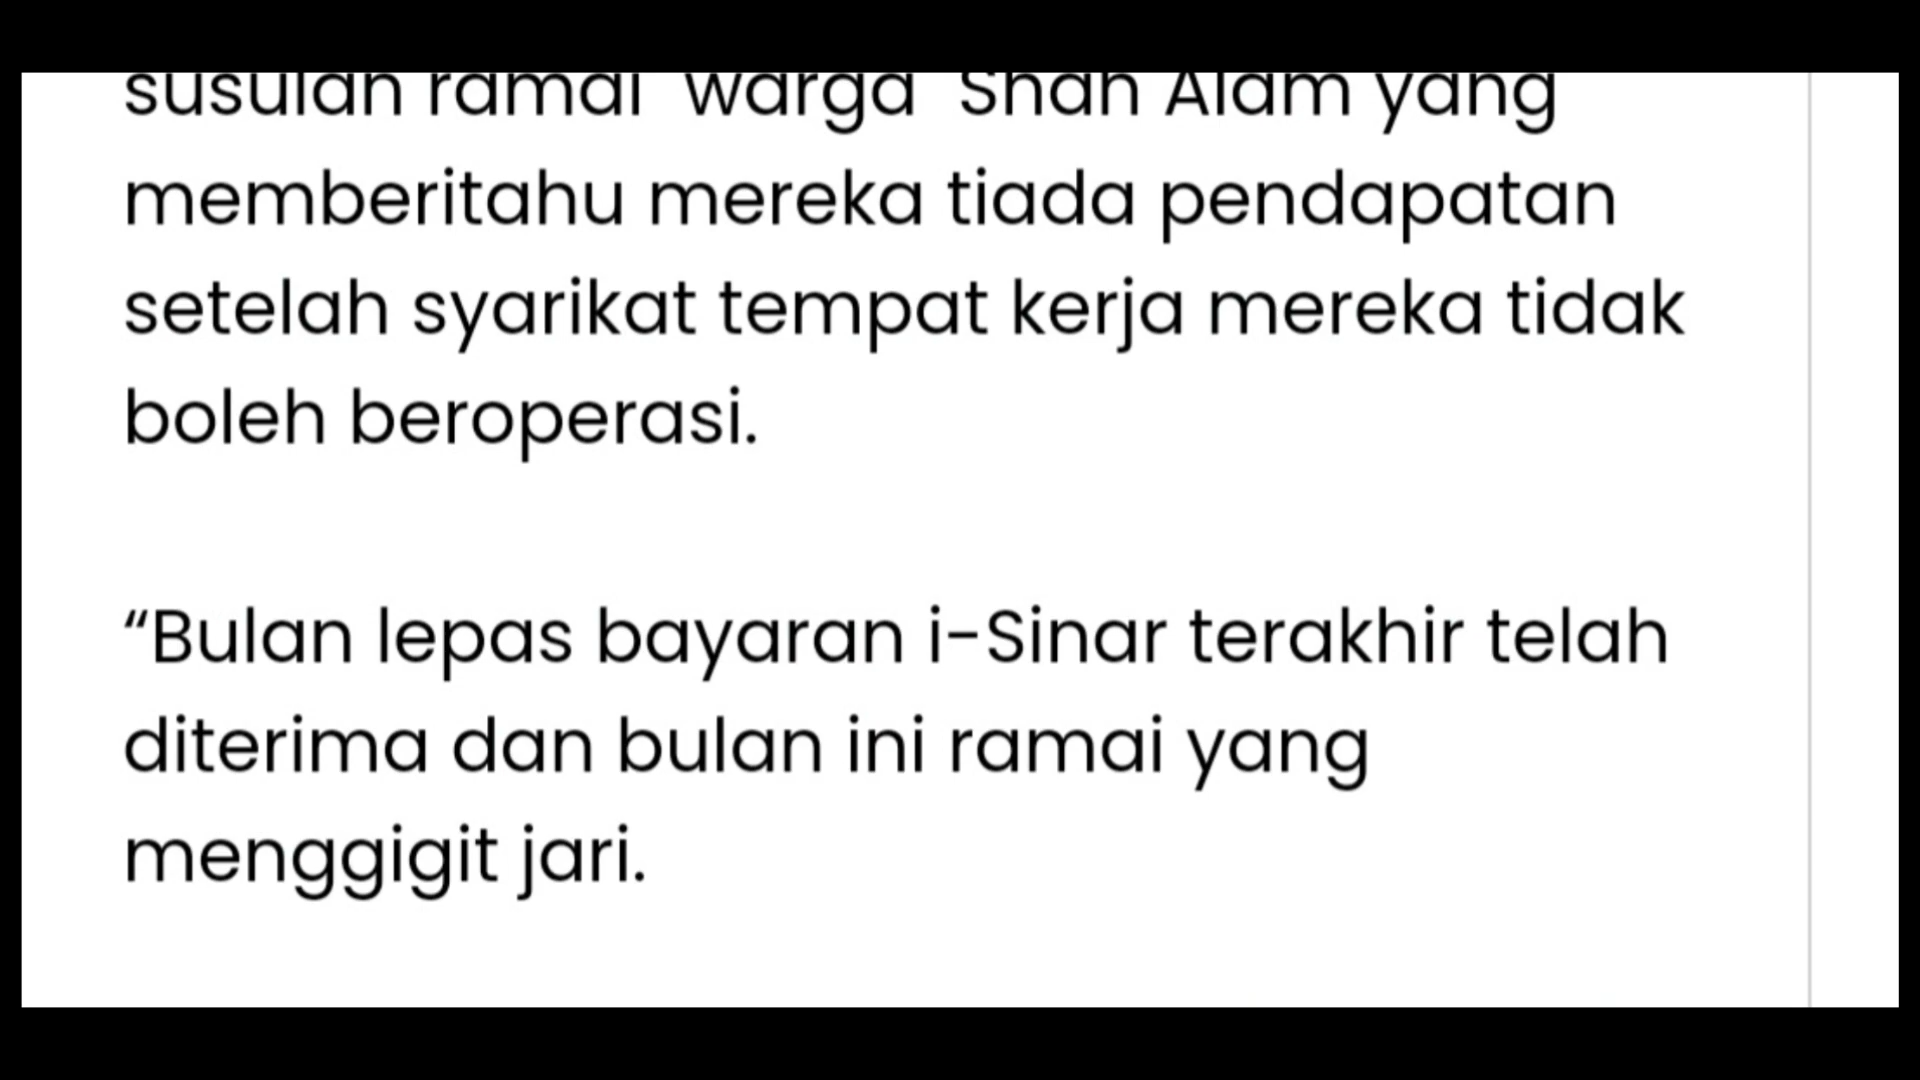 susulan ramai warga Shah Alam yang
memberitahu mereka tiada pendapatan
setelah syarikat tempat kerja mereka tidak
boleh beroperasi.
“Bulan lepas bayaran i-Sinar terakhir telah
diterima dan bulan ini ramai yang
menggigit jari.